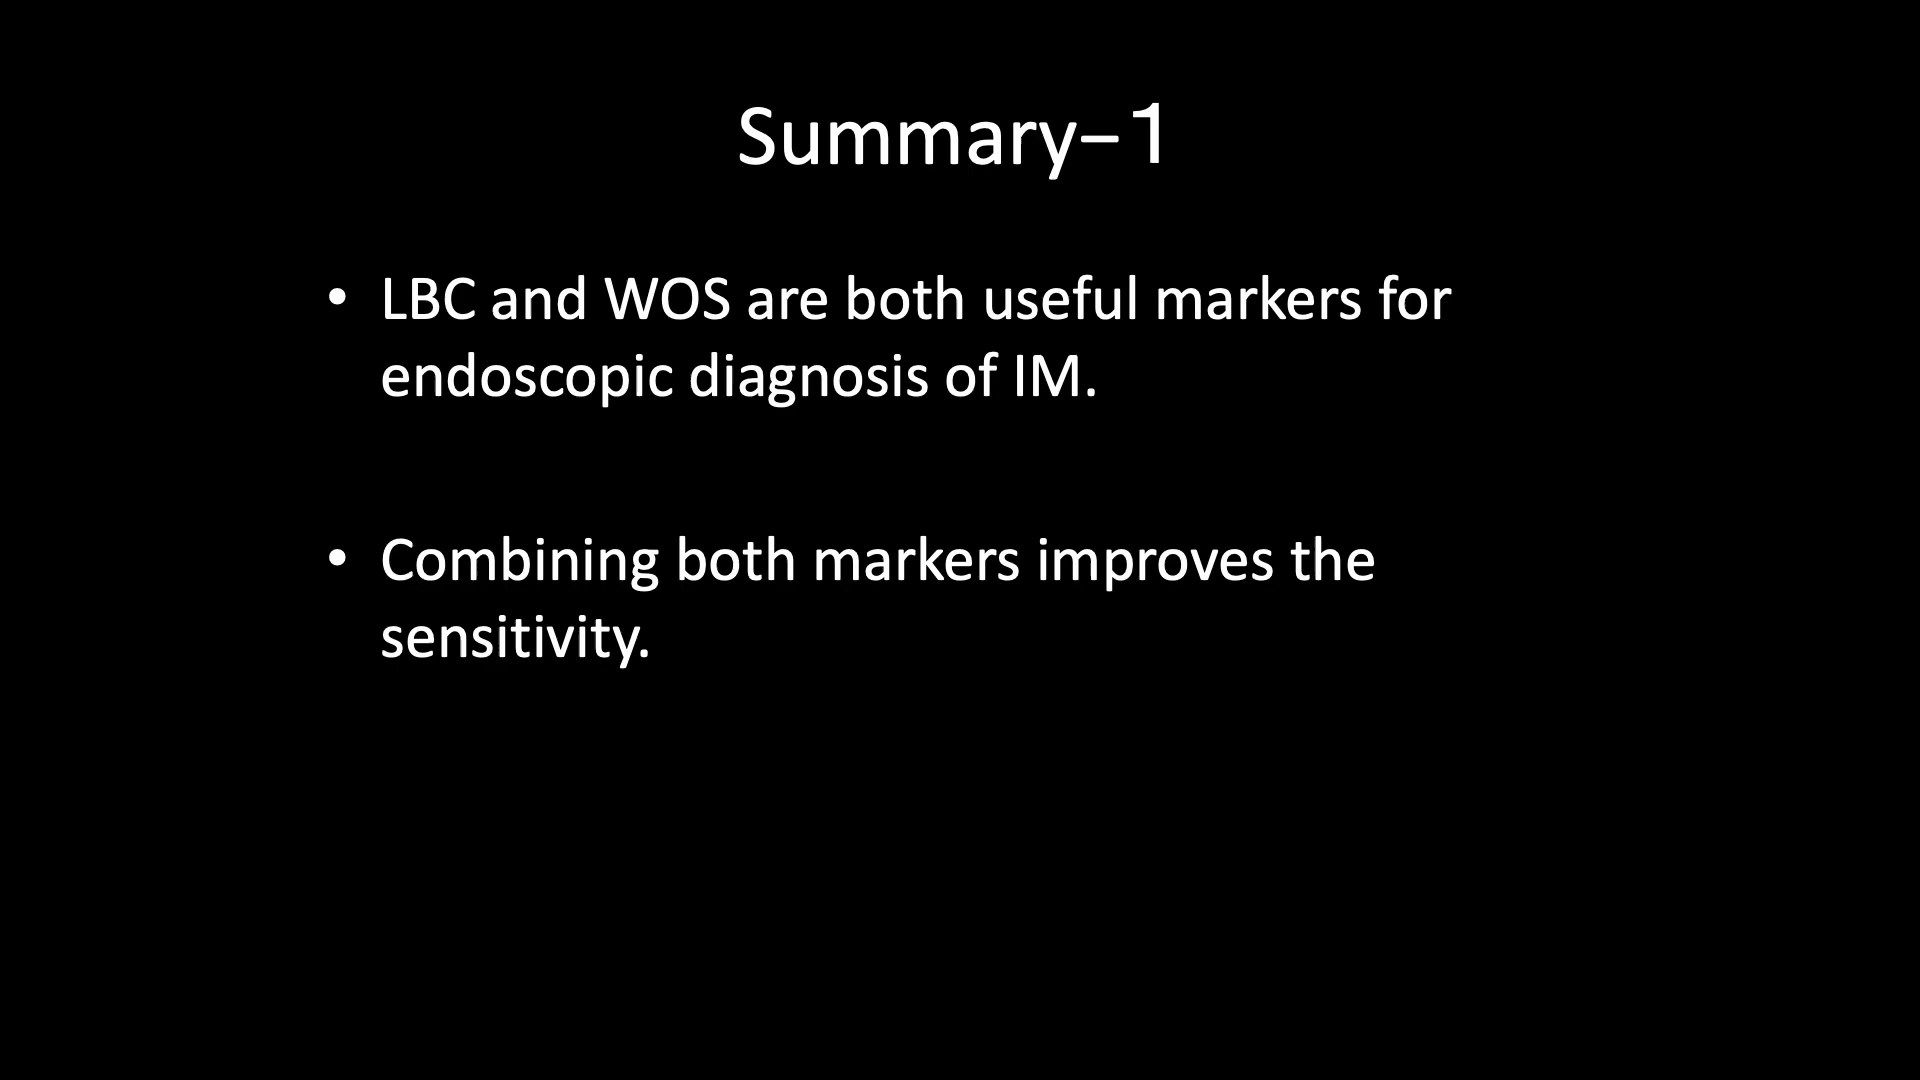 Summary−1
• LBC and WOS are both useful markers for
endoscopic diagnosis of IM.
• Combining both markers improves the
sensitivity.